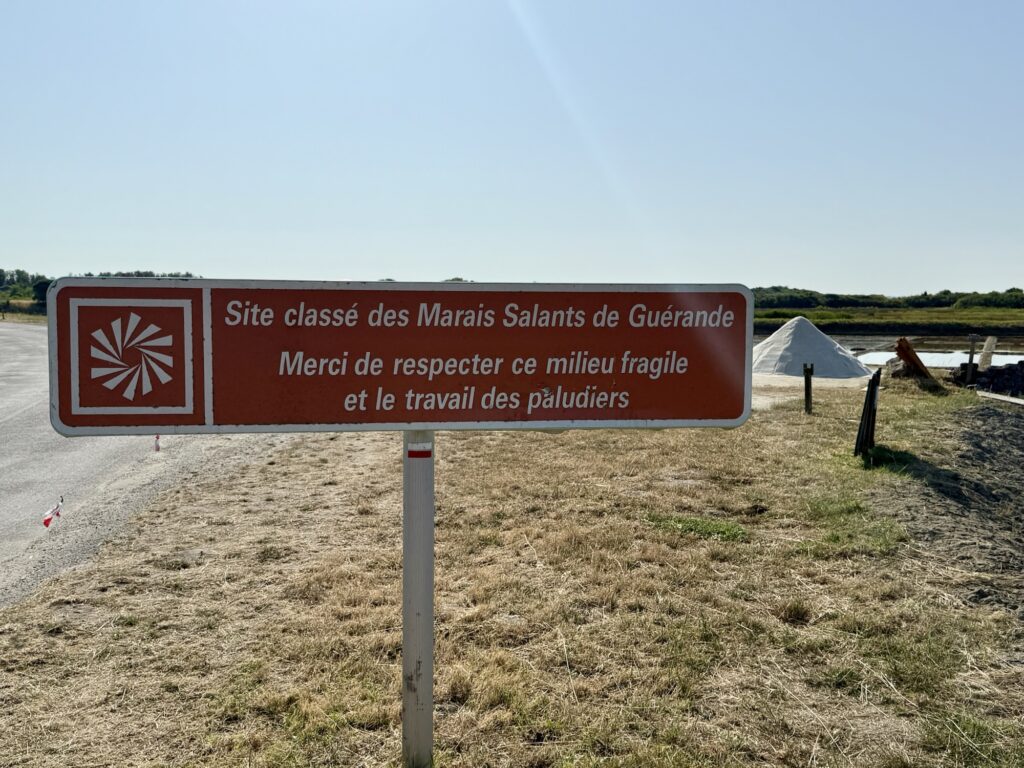 Site classé des Marais Salants de Guérande
Merci de respecter ce milieu fragile
et le travail des paludiers